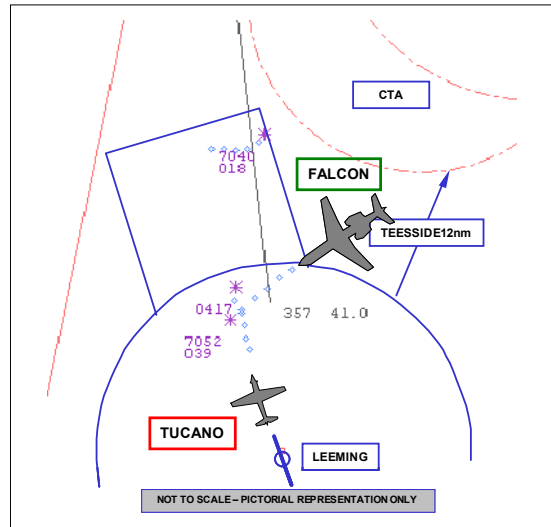 CTA
7040
018
FALCON
TEESSIDE12nm
0417
357 41.0
7052
039
TUCANO
LEEMING
NOT TO SCALE – PICTORIAL REPRESENTATION ONLY